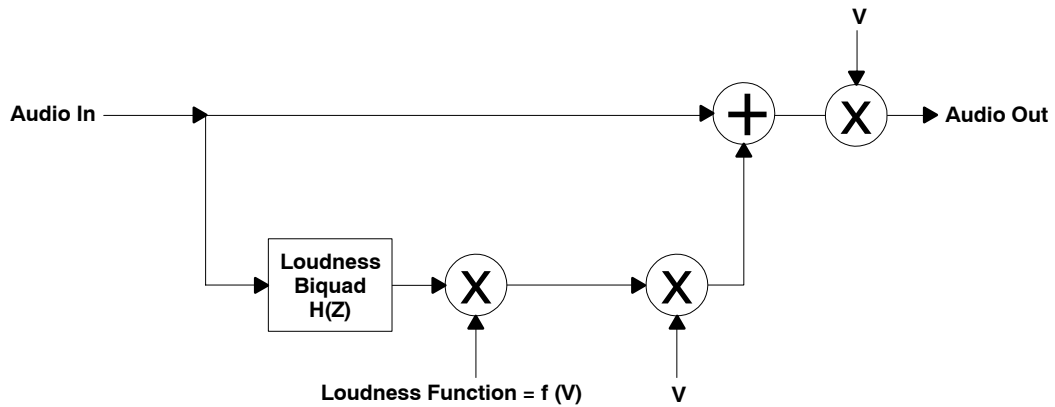 V
Audio In
+
X
Audio Out
Loudness
Biquad
H(Z)
X
X
Loudness Function = f (V)
V